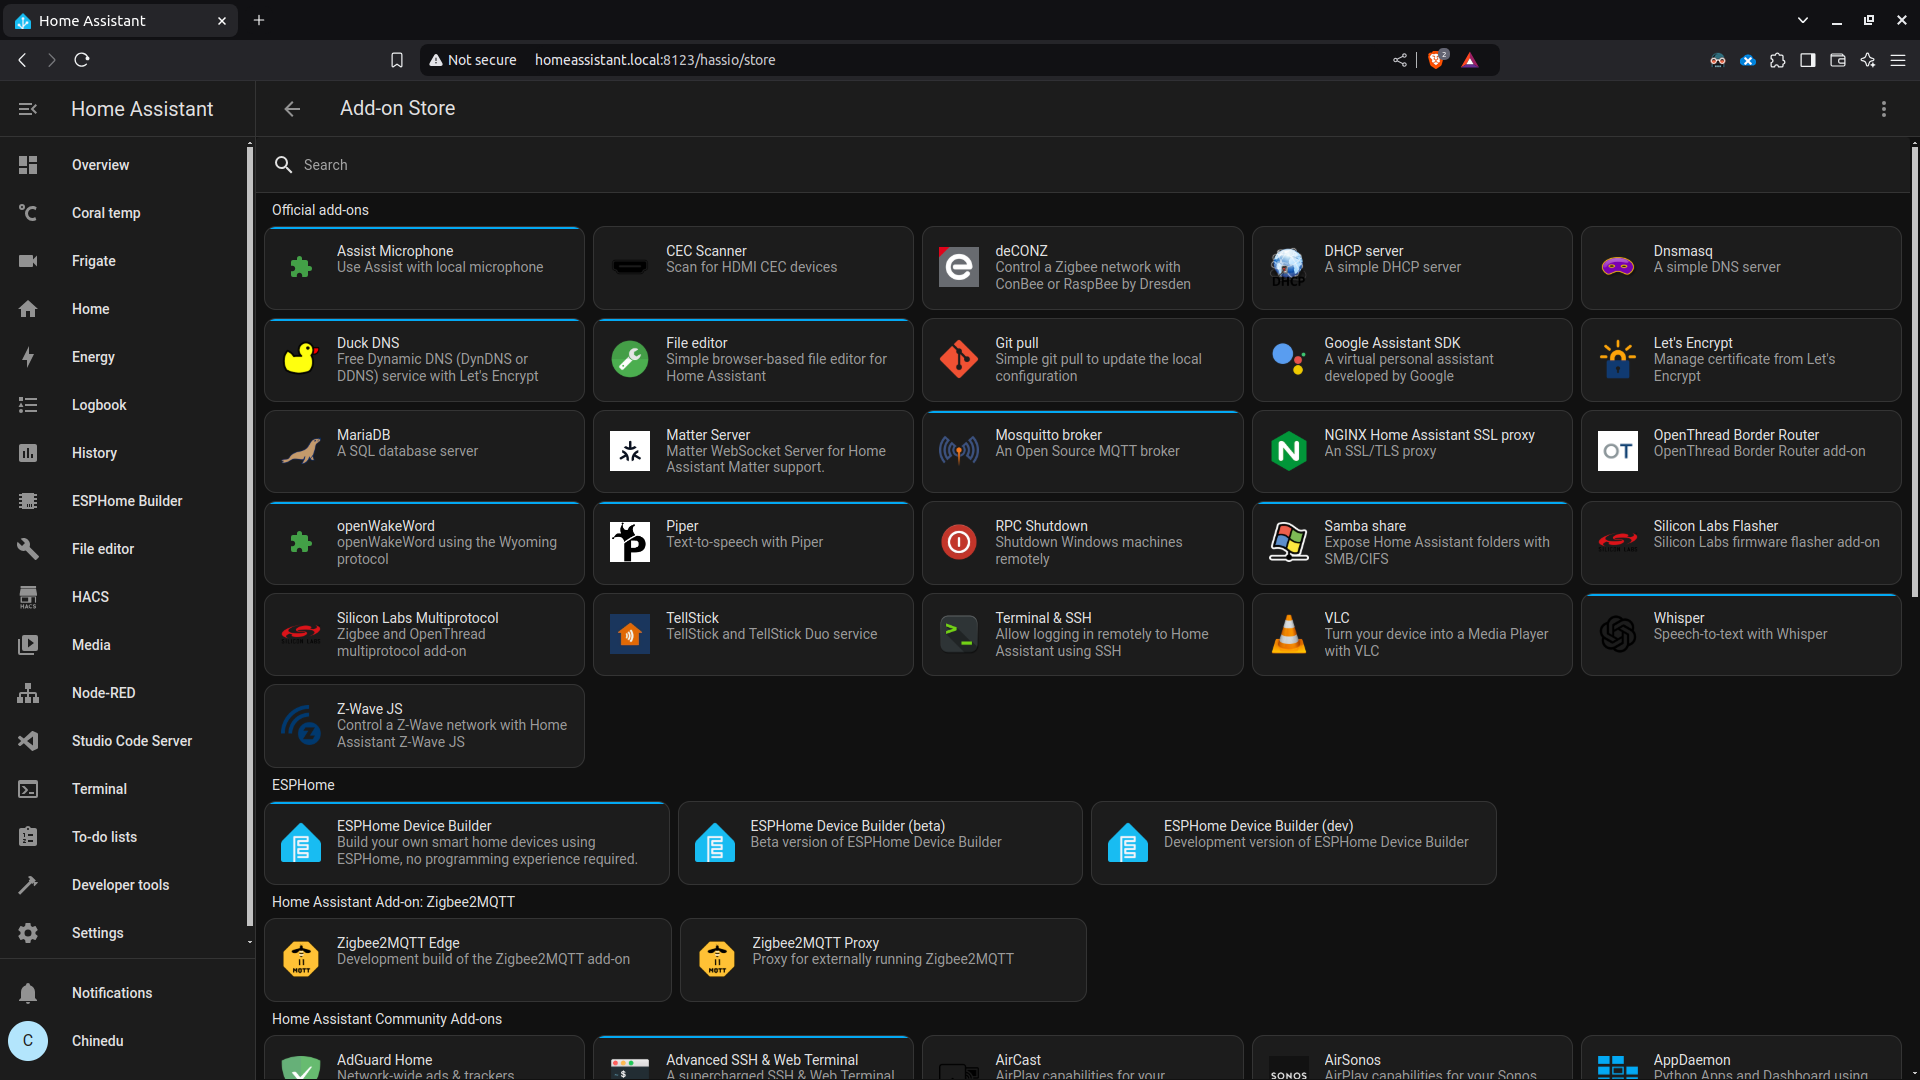 Home Assistant
Not secure
homeassistant.local:8123/hassio/store
2
Home Assistant
Add-on Store
Search
Overview
Coral temp
Frigate
Home
Energy
Logbook
History
ESPHome Builder
File editor
HACS
HACS
Media
Node-RED
Studio Code Server
Terminal
To-do lists
Developer tools
Settings
Notifications
C
Chinedu
Official add-ons
Assist Microphone
Use Assist with local microphone
CEC Scanner
Scan for HDMI CEC devices
deCONZ
Control a Zigbee network with
ConBee or RaspBee by Dresden
DHCP
DHCP server
A simple DHCP server
Dnsmasq
A simple DNS server
Duck DNS
Free Dynamic DNS (DynDNS or
DDNS) service with Let's Encrypt
File editor
Simple browser-based file editor for
Home Assistant
Git pull
Simple git pull to update the local
configuration
Google Assistant SDK
A virtual personal assistant
developed by Google
Let's Encrypt
Manage certificate from Let's
Encrypt
MariaDB
A SQL database server
Matter Server
Matter WebSocket Server for Home
Assistant Matter support.
Mosquitto broker
An Open Source MQTT broker
N
NGINX Home Assistant SSL proxy
An SSL/TLS proxy
OT
OpenThread Border Router
OpenThread Border Router add-on
openWakeWord
openWakeWord using the Wyoming
protocol
Piper
Text-to-speech with Piper
RPC Shutdown
Shutdown Windows machines
remotely
Samba share
Expose Home Assistant folders with
SMB/CIFS
SILICON LABS
Silicon Labs Flasher
Silicon Labs firmware flasher add-on
SILICON LABS
Silicon Labs Multiprotocol
Zigbee and OpenThread
multiprotocol add-on
TellStick
TellStick and TellStick Duo service
Terminal & SSH
Allow logging in remotely to Home
Assistant using SSH
VLC
Turn your device into a Media Player
with VLC
Whisper
Speech-to-text with Whisper
Z-Wave JS
Control a Z-Wave network with Home
Assistant Z-Wave JS
ESPHome
ESPHome Device Builder
Build your own smart home devices using
ESPHome, no programming experience required.
ESPHome Device Builder (beta)
Beta version of ESPHome Device Builder
ESPHome Device Builder (dev)
Development version of ESPHome Device Builder
Home Assistant Add-on: Zigbee2MQTT
MQTT
Zigbee2MQTT Edge
Development build of the Zigbee2MQTT add-on
MQTT
Zigbee2MQTT Proxy
Proxy for externally running Zigbee2MQTT
Home Assistant Community Add-ons
AdGuard Home
Network-wide ads & trackers
$
Advanced SSH & Web Terminal
A supercharged SSH & Web Terminal
AirCast
AirPlay capabilities for your
SONOS
AirSonos
AirPlay capabilities for your Sonos
AppDaemon
Python Apps and Dashboard using